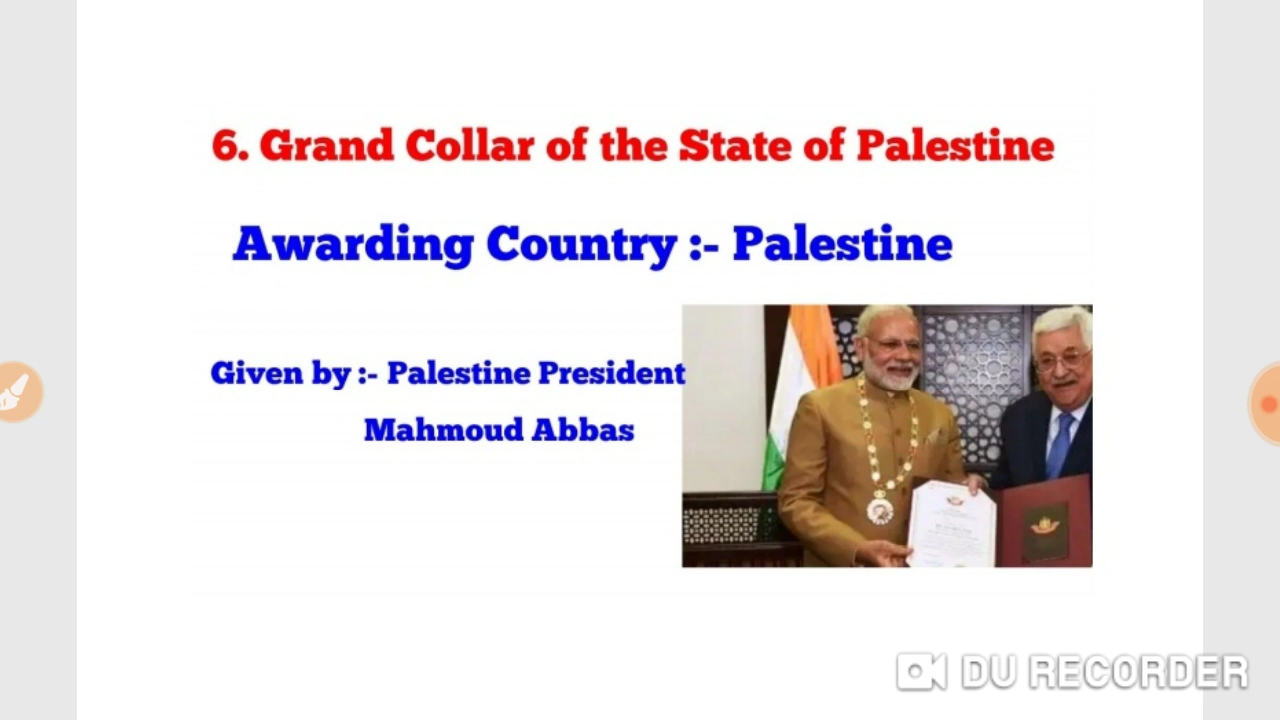 6. Grand Collar of the State of Palestine
Awarding Country :- Palestine
Given by :- Palestine President
Mahmoud Abbas
DU RECORDER